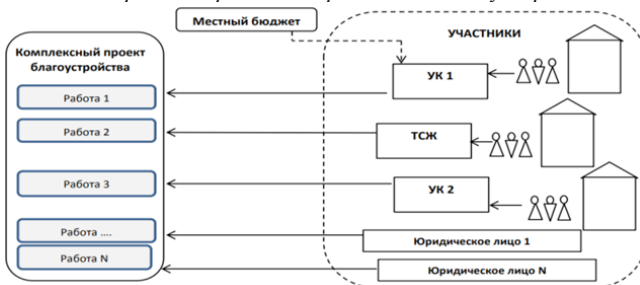 Местный бюджет
УЧАСТНИКИ
Комплексный проект
благоустройства
Работа 1
Работа 2
Работа 3
Работа ....
Работа N
УК 1
ТСЖ
УК 2
Юридическое лицо 1
Юридическое лицо N